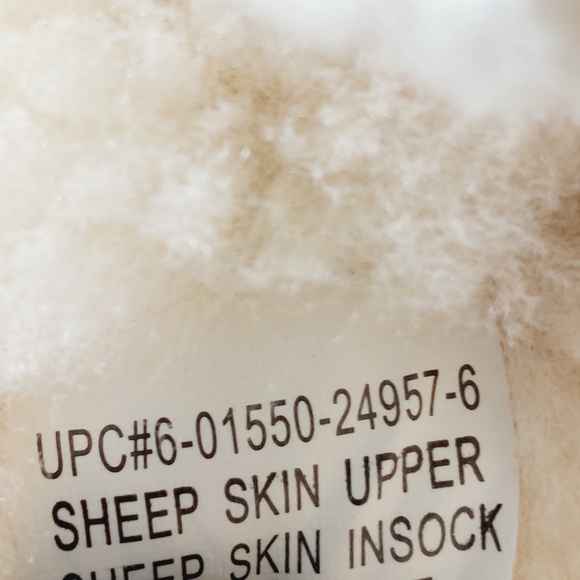 UPC#6-01550-24957-6
SHEEP SKIN UPPER
SHEEP SKIN INSOCK